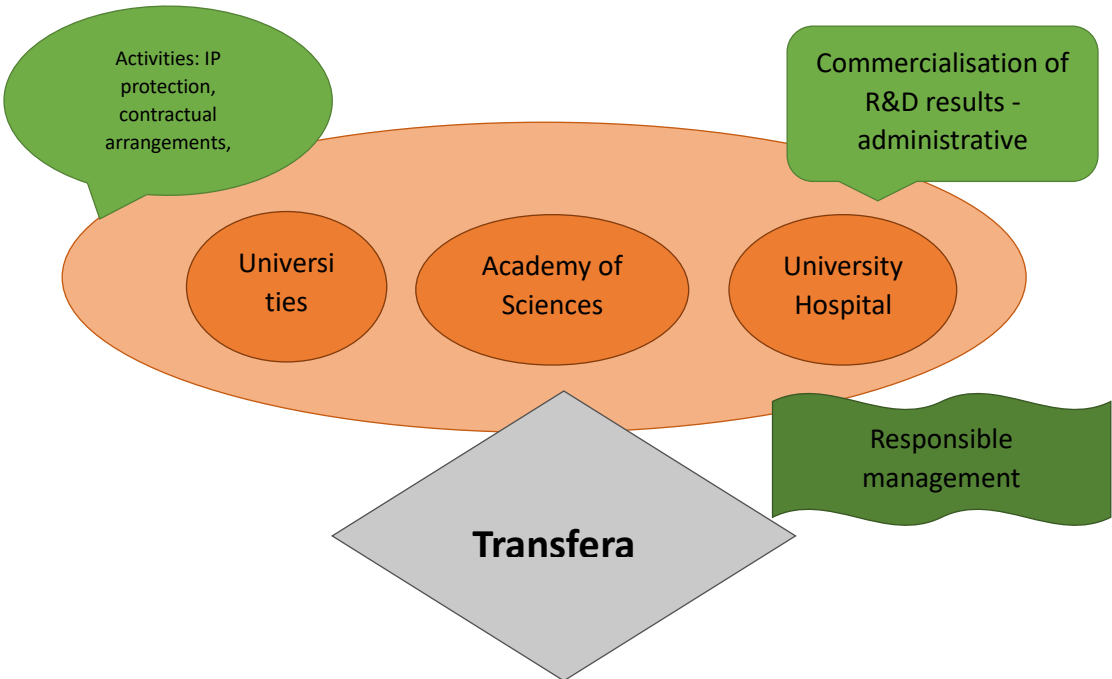 Activities: IP
protection,
contractual
arrangements,
Commercialisation of
R&D results -
administrative
Universi
ties
Academy of
Sciences
University
Hospital
Responsible
management
Transfera